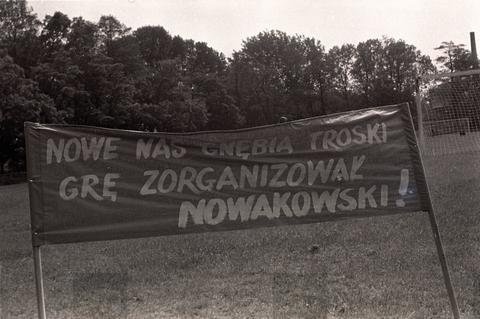 NOWE NAS GNĘBIĄ TROSKI
GRĘ ZORGANIZOWAŁ
NOWAKOWSKI!